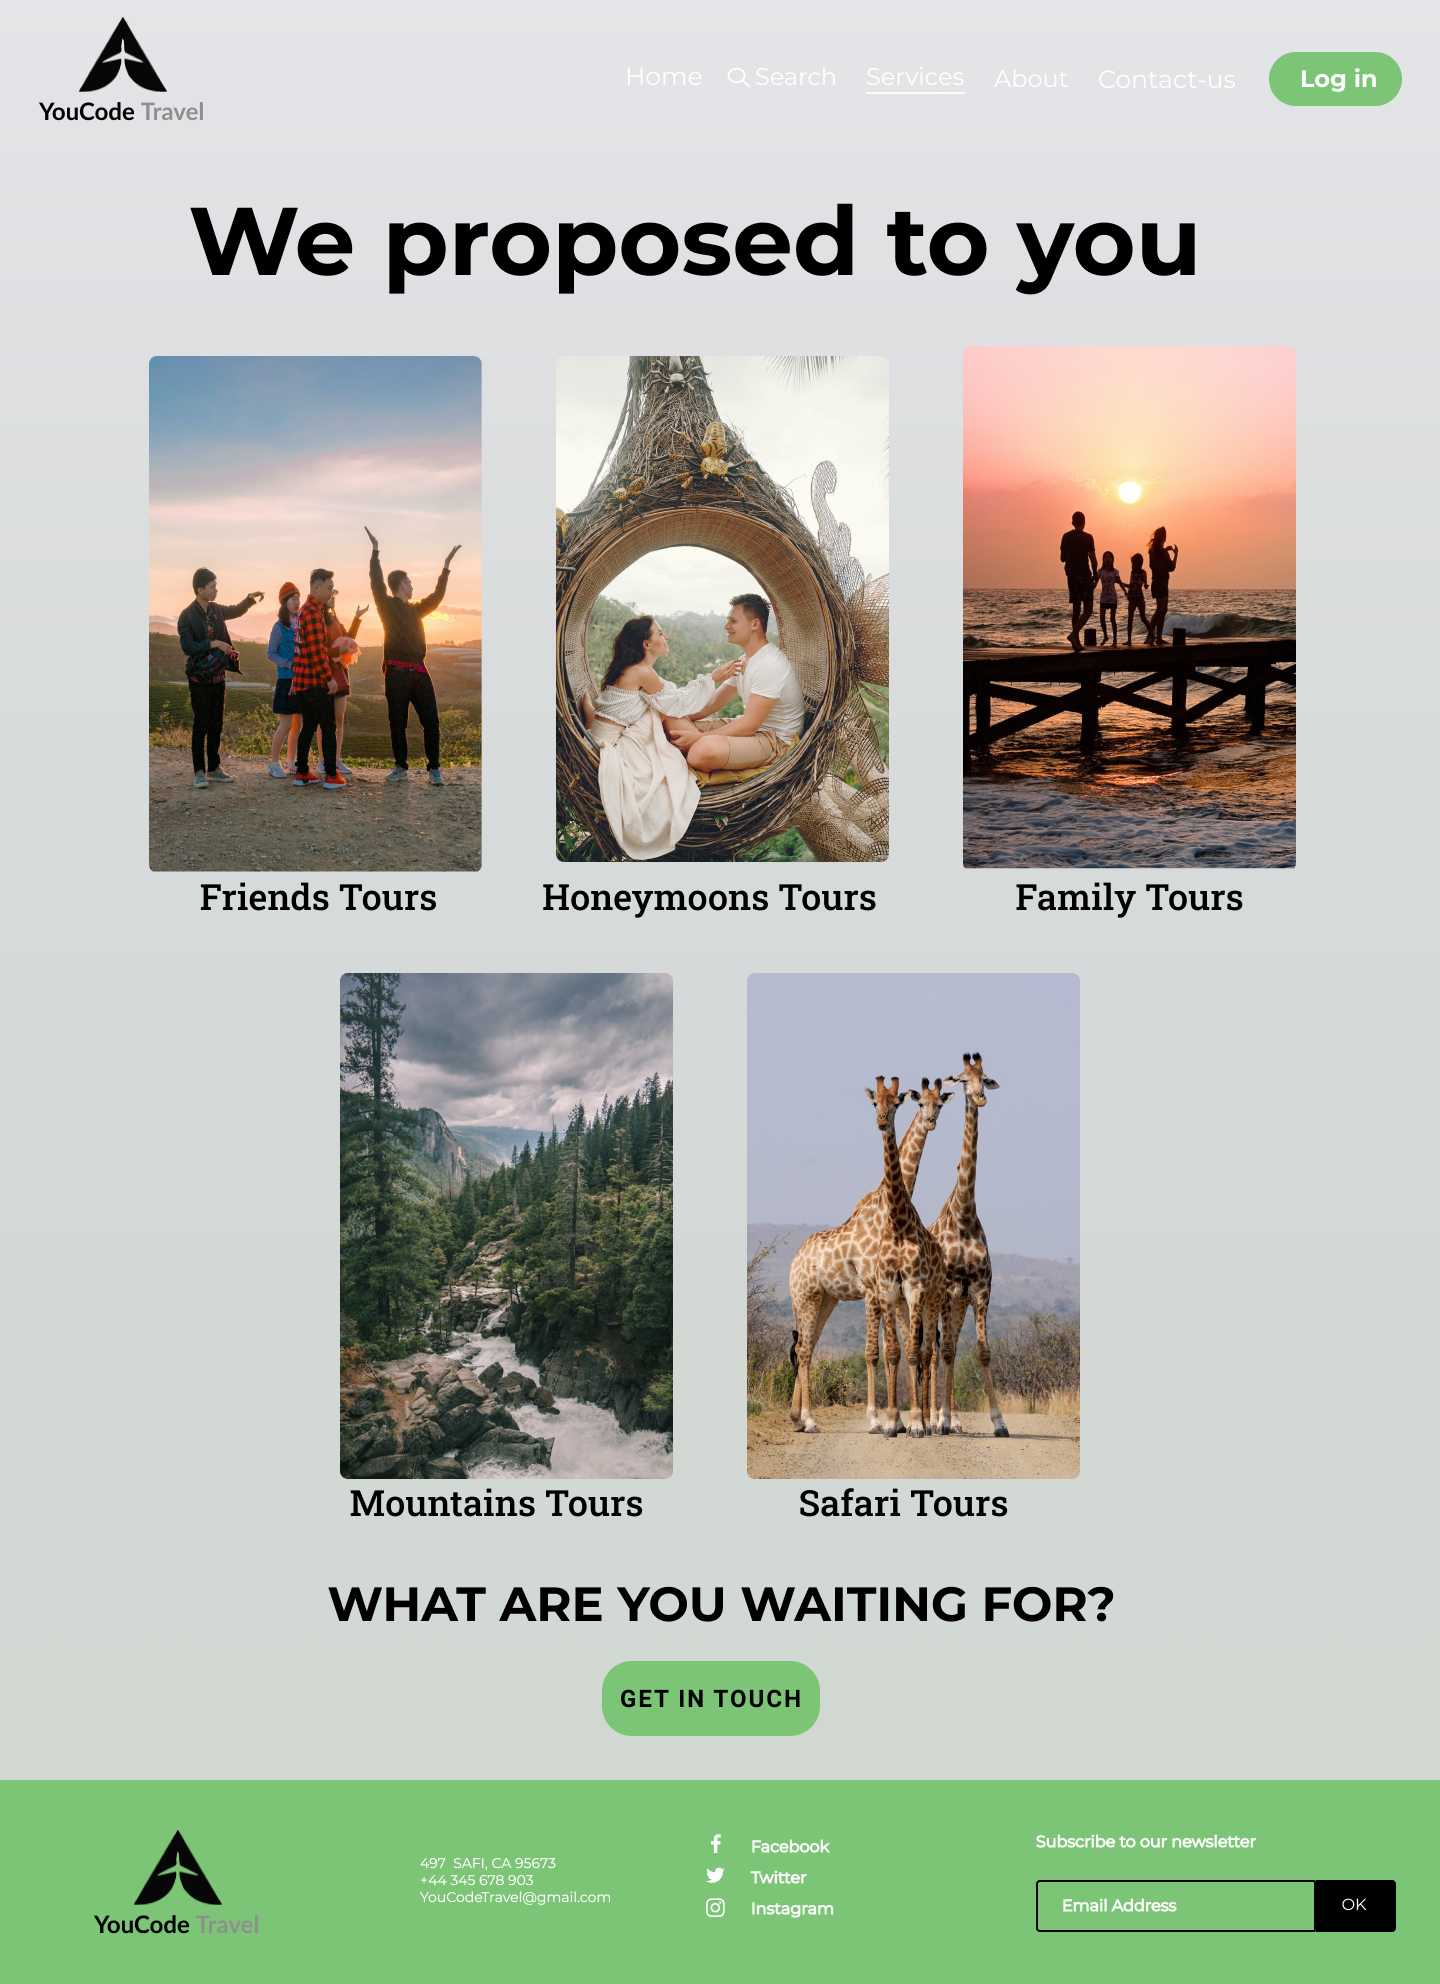 YouCode Travel
Home
Search
Services
About
Contact-us
Log in
We proposed to you
Friends Tours
Honeymoons Tours
Family Tours
Mountains Tours
Safari Tours
WHAT ARE YOU WAITING FOR?
GET IN TOUCH
YouCode Travel
497  SAFI, CA 95673
+44 345 678 903
YouCodeTravel@gmail.com
Facebook
Twitter
Instagram
Subscribe to our newsletter
Email Address
OK